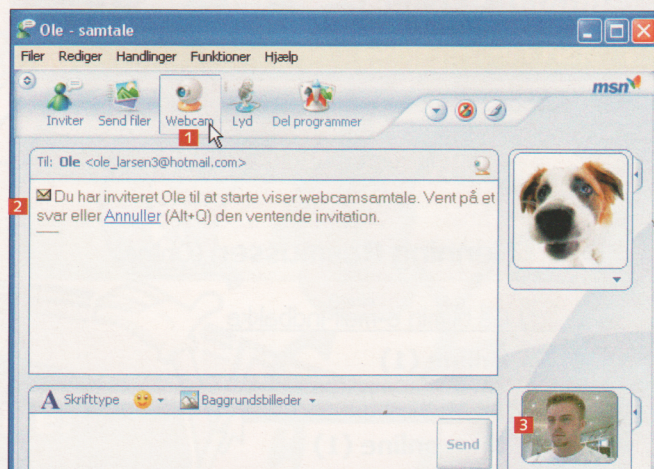 Ole - samtale
Filer Rediger Handlinger Funktioner Hjælp
msn
Inviter Send filer Webcam Lyd Del programmer
1
Til: Ole <ole_larsen3@hotmail.com>
2
Du har inviteret Ole til at starte viser webcamsamtale. Vent på et
svar eller Annuller (Alt+Q) den ventende invitation.
A Skrifttype Baggrundsbilleder
3
Send